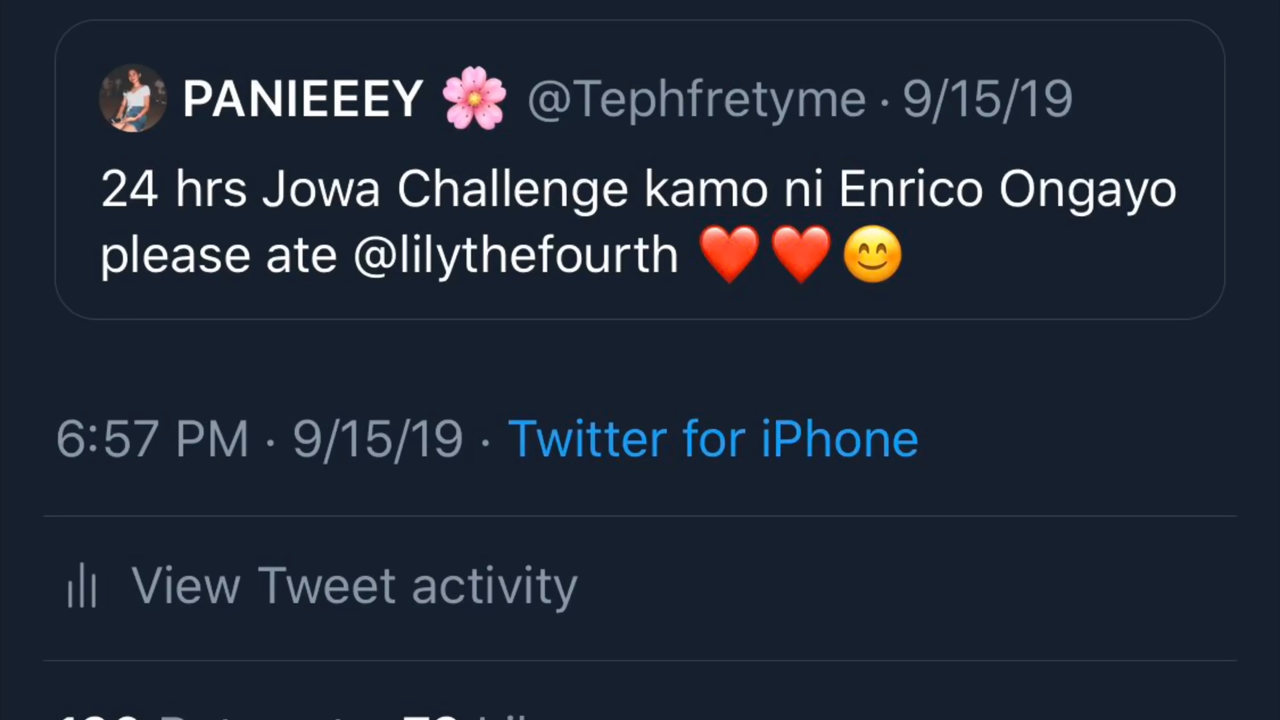 PANIEEEY 🌸 @Tephfretyme · 9/15/19
24 hrs Jowa Challenge kamo ni Enrico Ongayo
please ate @lilythefourth ❤️❤️😊
6:57 PM · 9/15/19 · Twitter for iPhone
View Tweet activity